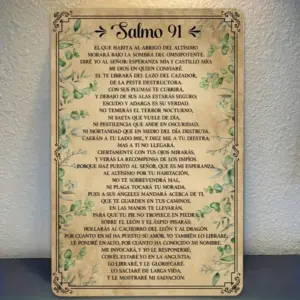 Salmo 91
EL QUE HABITA AL ABRIGO DEL ALTÍSIMO
MORARÁ BAJO LA SOMBRA DEL OMNIPOTENTE.
DIRÉ YO AL SEÑOR: ESPERANZA MÍA Y CASTILLO MÍO;
MI DIOS EN QUIEN CONFIARÉ.
EL TE LIBRARÁ DEL LAZO DEL CAZADOR,
DE LA PESTE DESTRUCTORA.
CON SUS PLUMAS TE CUBRIRÁ,
Y DEBAJO DE SUS ALAS ESTARÁS SEGURO;
ESCUDO Y ADARGA ES SU VERDAD.
NO TEMERÁS EL TERROR NOCTURNO,
NI SAETA QUE VUELE DE DÍA,
NI PESTILENCIA QUE ANDE EN OSCURIDAD,
NI MORTANDAD QUE EN MEDIO DEL DÍA DESTRUYA.
CAERÁN A TU LADO MIL, Y DIEZ MIL A TU DIESTRA,
MAS A TI NO LLEGARÁ.
CIERTAMENTE CON TUS OJOS MIRARÁS,
Y VERÁS LA RECOMPENSA DE LOS IMPÍOS.
PORQUE HAZ PUESTO AL SEÑOR, QUE ES MI ESPERANZA,
AL ALTÍSIMO POR TU HABITACIÓN,
NO TE SOBREVENDRÁ MAL,
NI PLAGA TOCARÁ TU MORADA.
PUES A SUS ÁNGELES MANDARÁ ACERCA DE TI,
QUE TE GUARDEN EN TUS CAMINOS.
EN LAS MANOS TE LLEVARÁN,
PARA QUE TU PIE NO TROPIECE EN PIEDRA.
SOBRE EL LEÓN Y EL ÁSPID PISARÁS;
HOLLARÁS AL CACHORRO DEL LEÓN Y AL DRAGÓN.
POR CUANTO EN MÍ HA PUESTO SU AMOR, YO TAMBIÉN LO LIBRARÉ;
LE PONDRÉ EN ALTO, POR CUANTO HA CONOCIDO MI NOMBRE.
ME INVOCARÁ, Y YO LE RESPONDERÉ;
CON ÉL ESTARÉ YO EN LA ANGUSTIA;
LO LIBRARÉ Y LE GLORIFICARÉ.
LO SACIARÉ DE LARGA VIDA,
Y LE MOSTRARÉ MI SALVACIÓN.